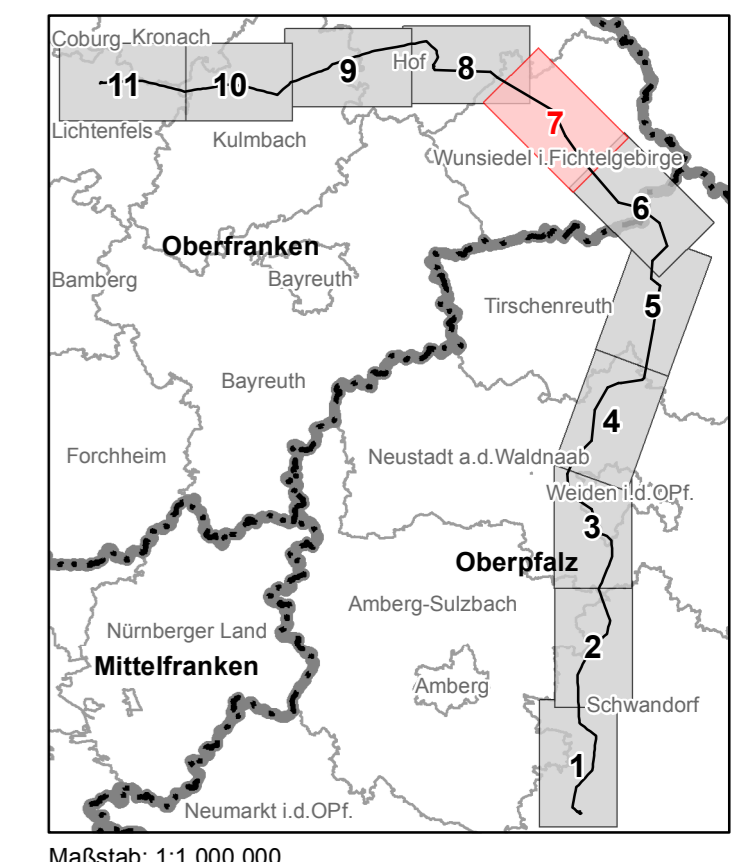 Coburg
Kronach
11
10
9
Hof
8
Lichtenfels
Kulmbach
7
Wunsiedel i.Fichtelgebirge
6
Oberfranken
Bamberg
Bayreuth
Tirschenreuth
5
Bayreuth
4
Forchheim
Neustadt a.d.Waldnaab
Weiden i.d.OPf.
3
Oberpfalz
Amberg-Sulzbach
Nürnberger Land
2
Mittelfranken
Amberg
Schwandorf
1
Neumarkt i.d.OPf.
Maßstab: 1:1 000 000